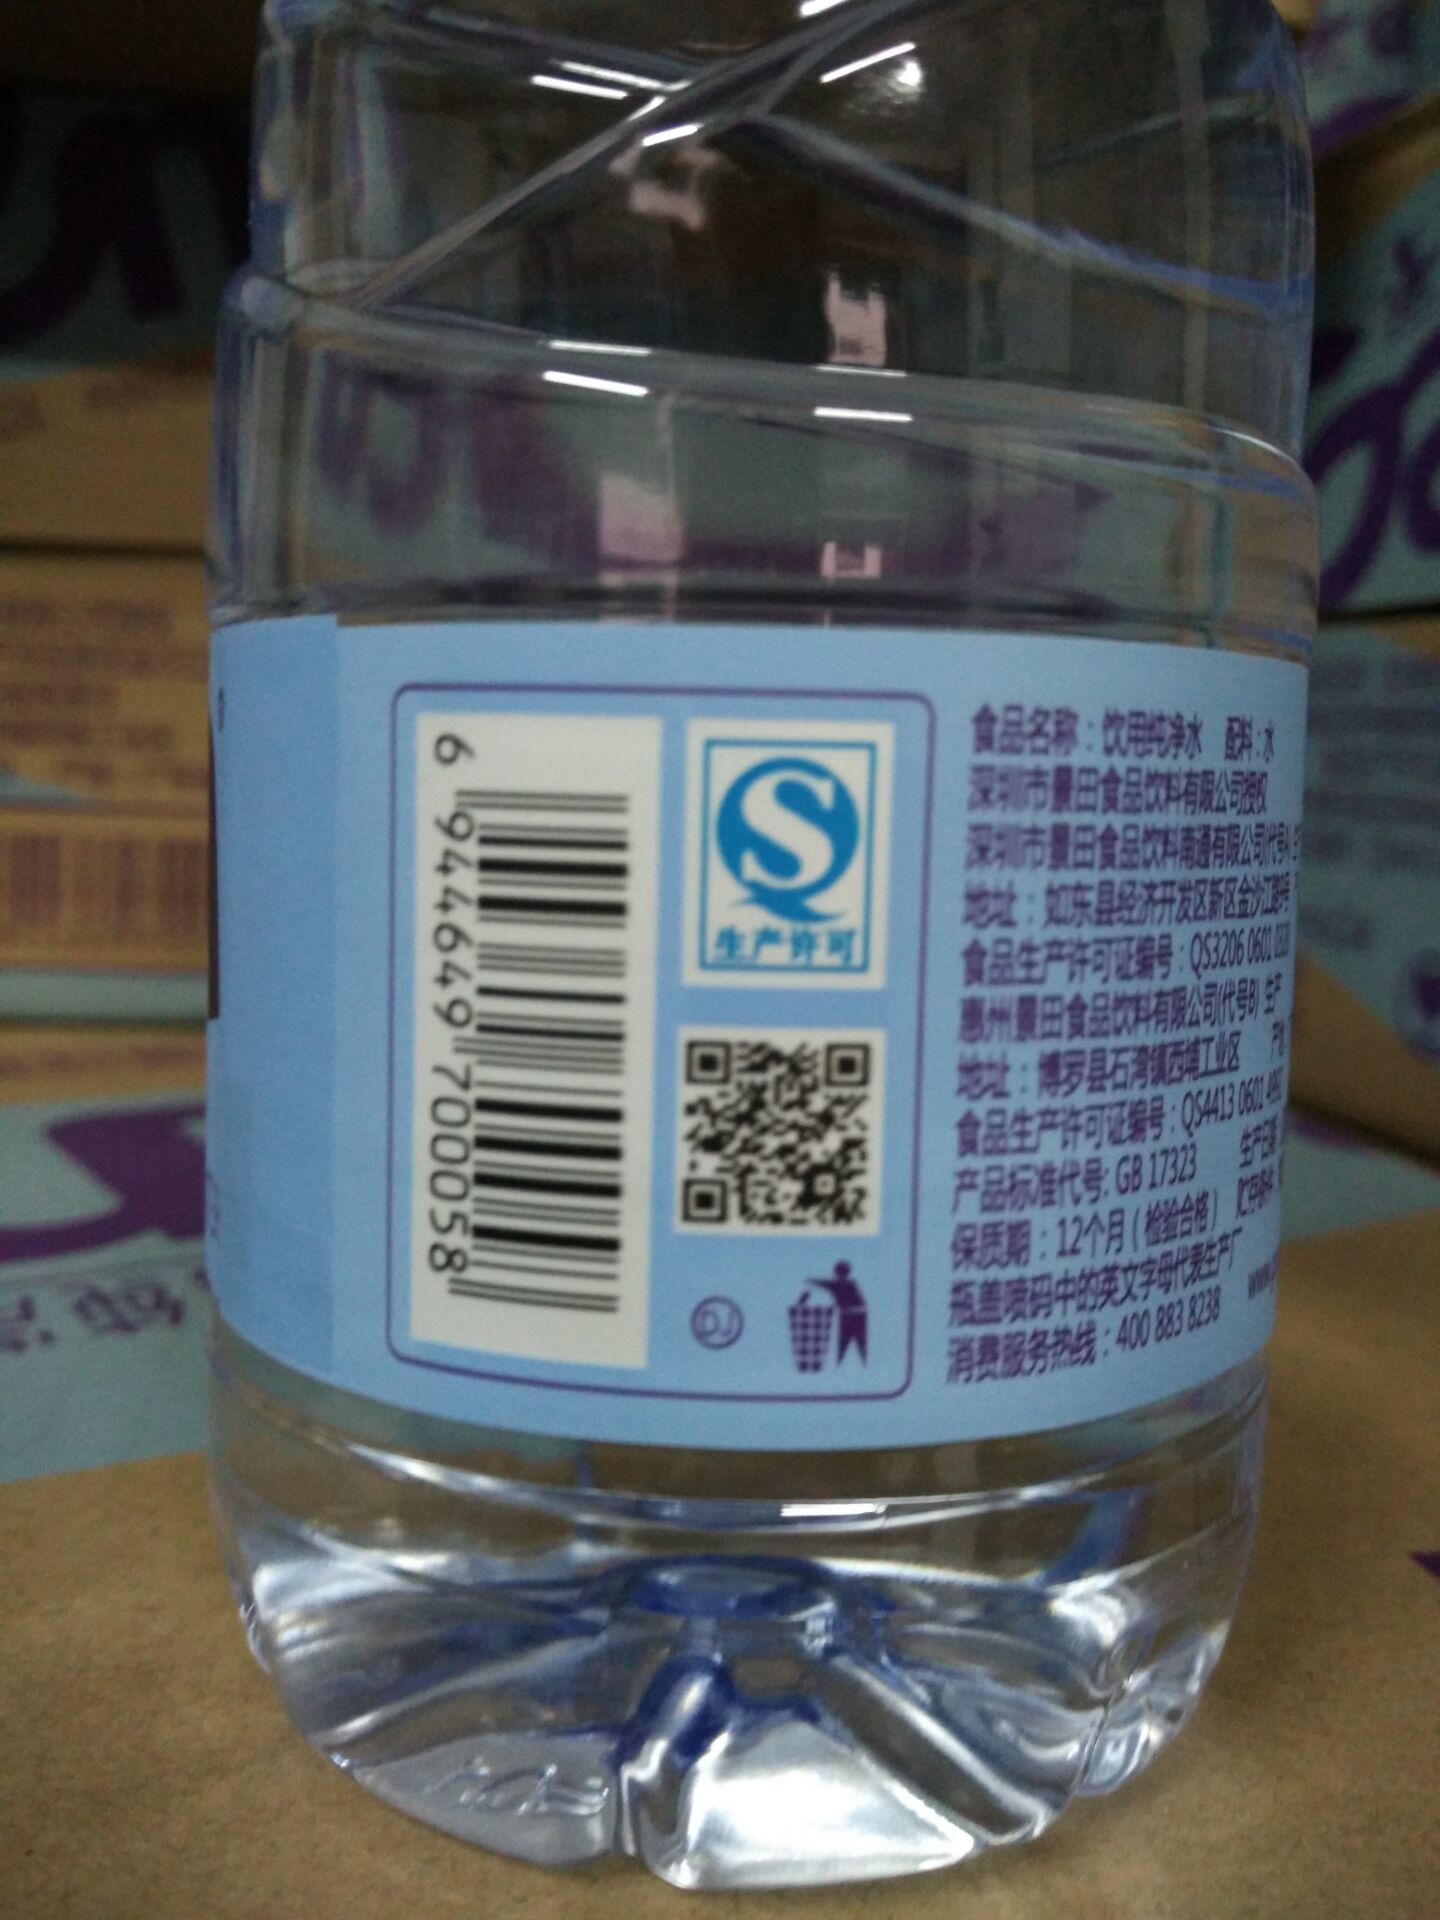 6 944649 700058
生产许可
食品名称：饮用纯净水 配料：水
深圳市景田食品饮料有限公司授权
深圳市景田食品饮料南通有限公司(代号A
地址：如东县经济开发区新区金沙江路
食品生产许可证编号：QS3206 0601
惠州景田食品饮料有限公司(代号B) 生产
地址：博罗县石湾镇西埔工业区
食品生产许可证编号：QS4413 0601
产品标准代号: GB 17323 生产日期
保质期：12个月（检验合格） 贮存条件
瓶盖喷码中的英文字母代表生产厂
消费服务热线：400 883 8238